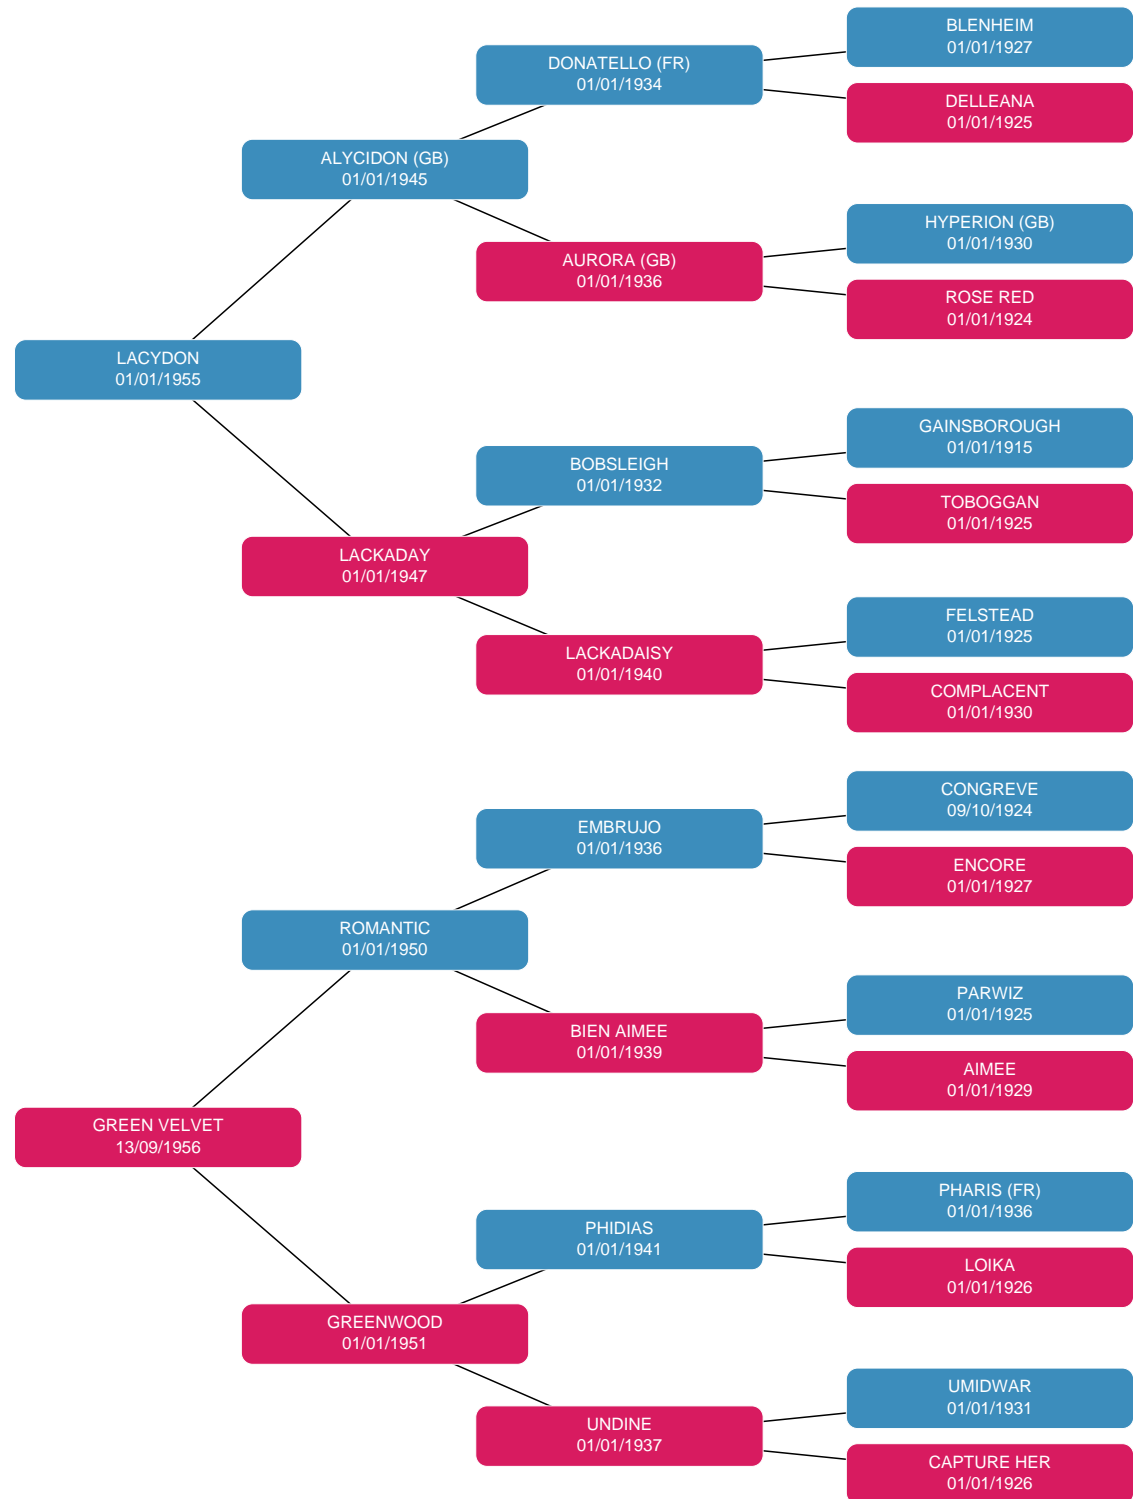 BLENHEIM
01/01/1927
DONATELLO (FR)
01/01/1934
DELLEANA
01/01/1925
ALYCIDON (GB)
01/01/1945
HYPERION (GB)
01/01/1930
AURORA (GB)
01/01/1936
ROSE RED
01/01/1924
LACYDON
01/01/1955
GAINSBOROUGH
01/01/1915
BOBSLEIGH
01/01/1932
TOBOGGAN
01/01/1925
LACKADAY
01/01/1947
FELSTEAD
01/01/1925
LACKADAISY
01/01/1940
COMPLACENT
01/01/1930
CONGREVE
09/10/1924
EMBRUJO
01/01/1936
ENCORE
01/01/1927
ROMANTIC
01/01/1950
PARWIZ
01/01/1925
BIEN AIMEE
01/01/1939
AIMEE
01/01/1929
GREEN VELVET
13/09/1956
PHARIS (FR)
01/01/1936
PHIDIAS
01/01/1941
LOIKA
01/01/1926
GREENWOOD
01/01/1951
UMIDWAR
01/01/1931
UNDINE
01/01/1937
CAPTURE HER
01/01/1926